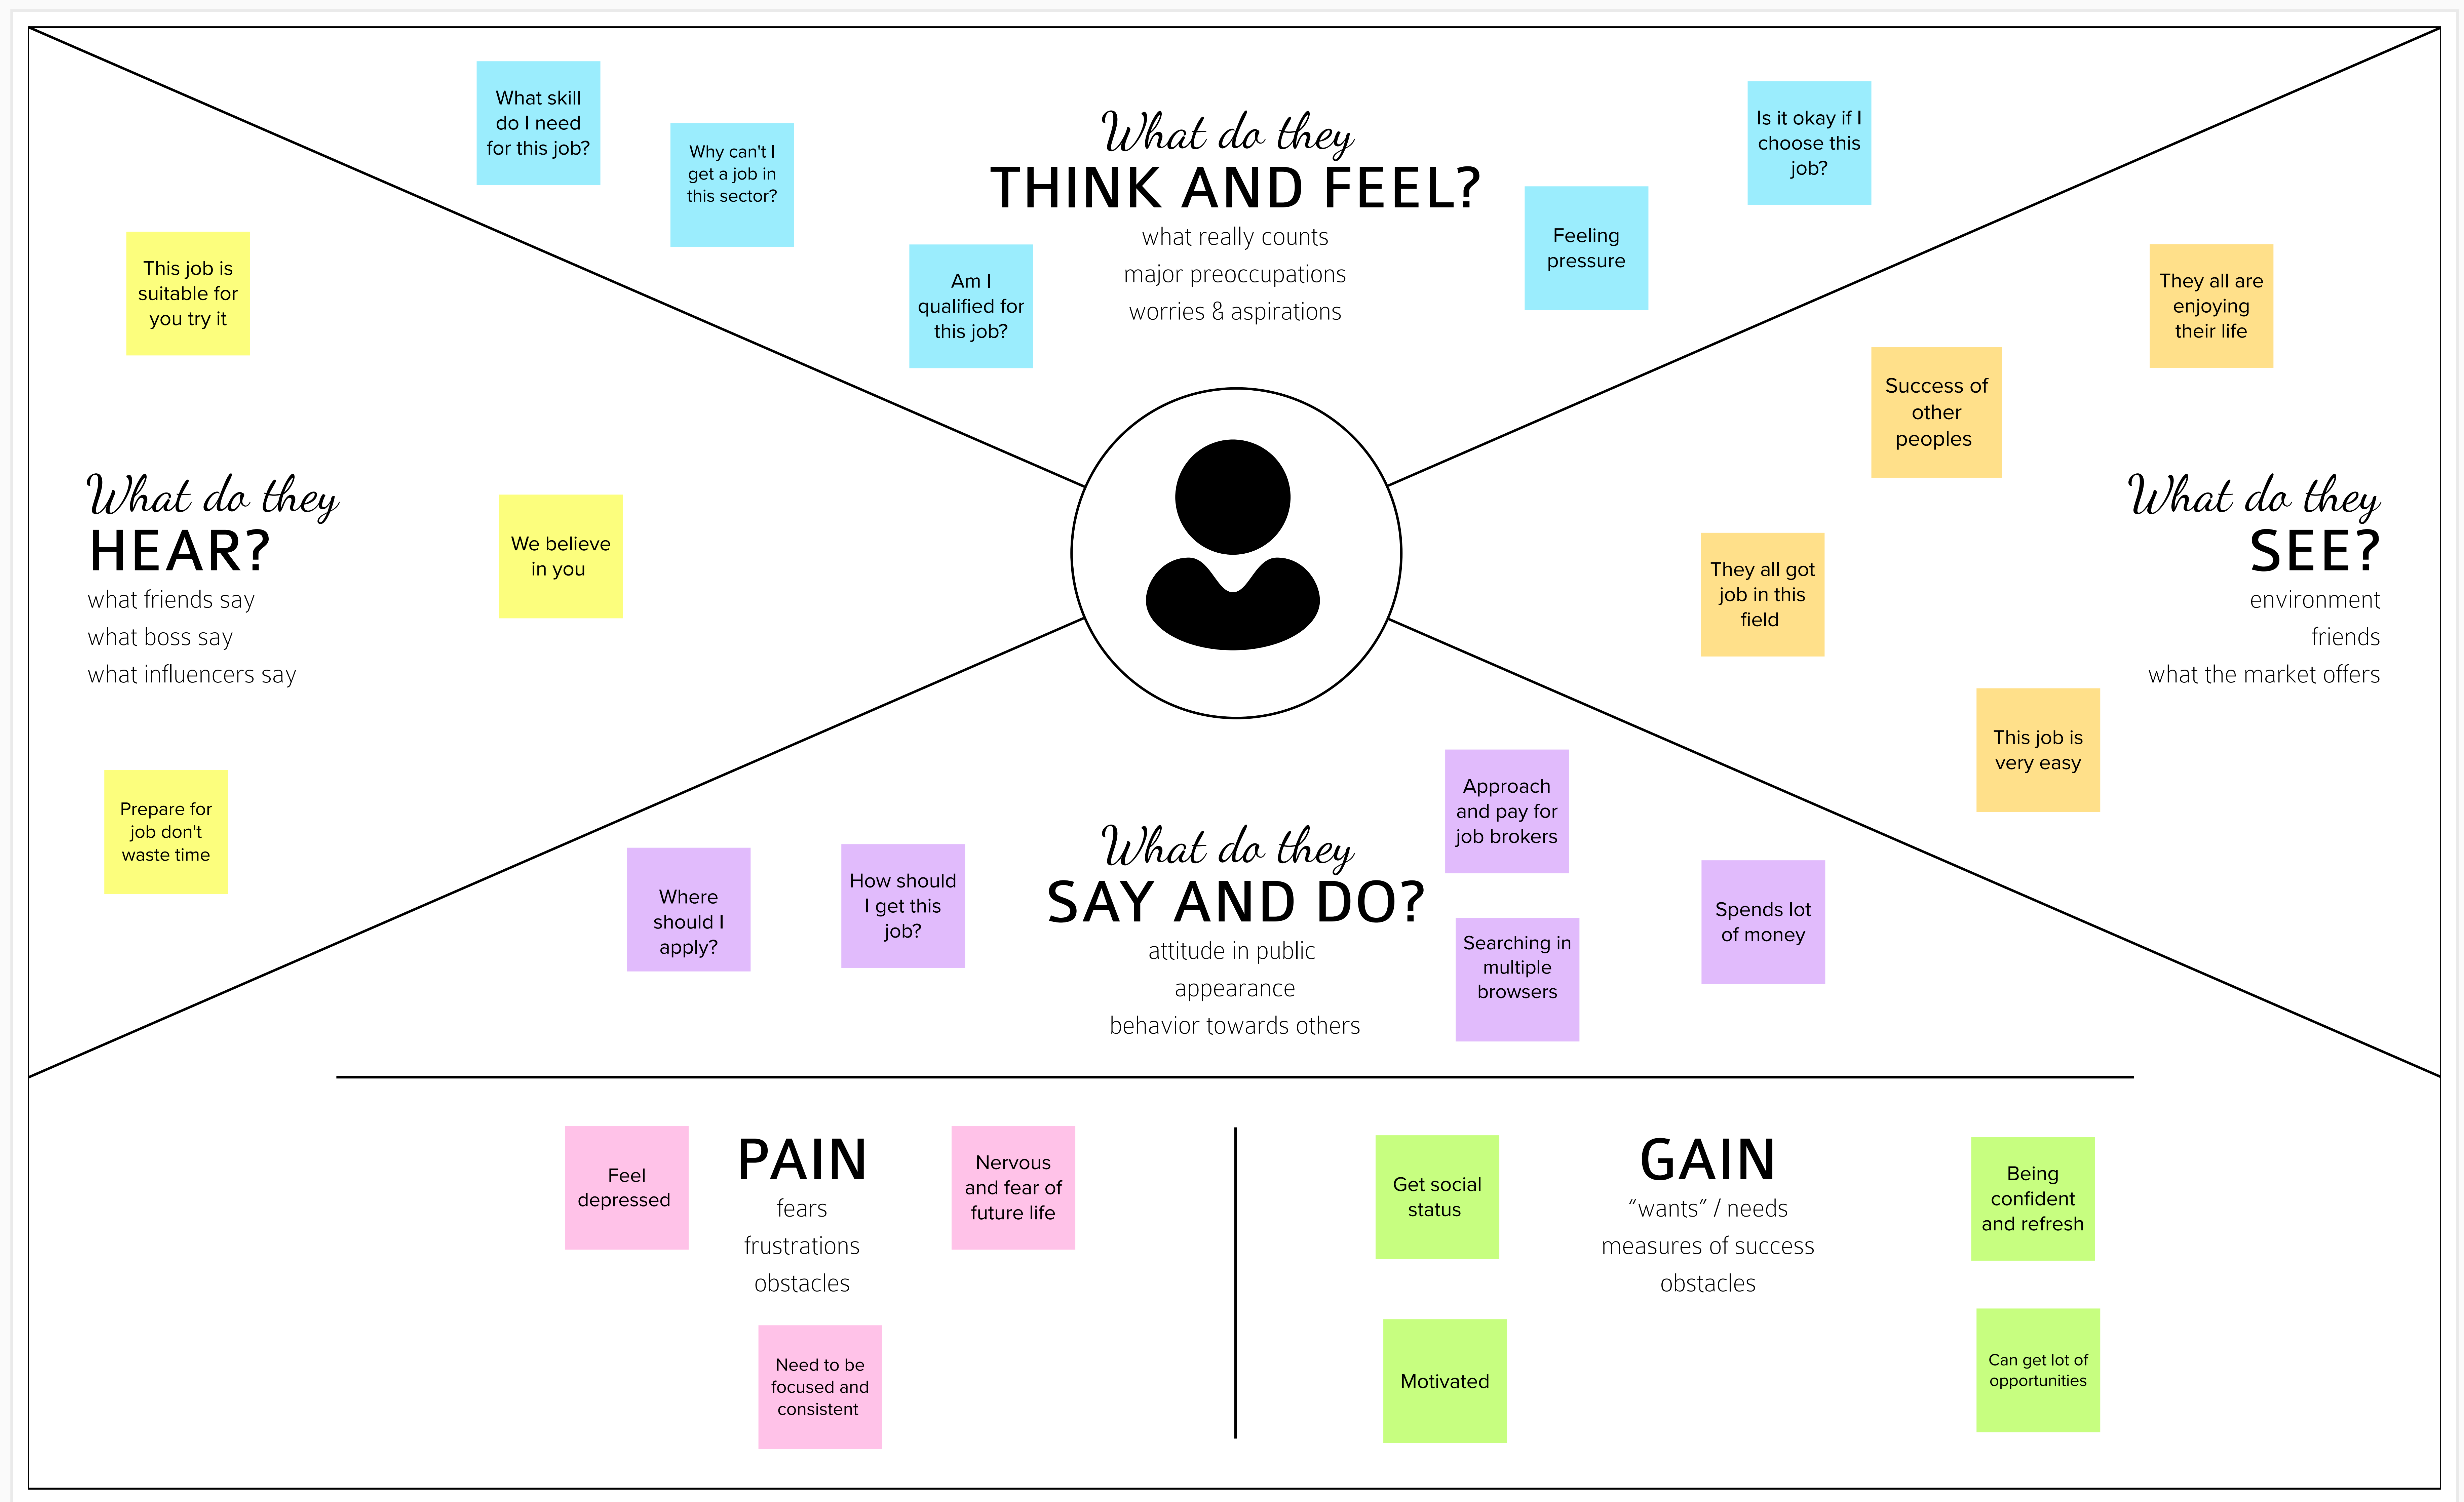 What do they
THINK AND FEEL?
what really counts
major preoccupations
worries & aspirations
What skill
do I need
for this job?
Why can't I
get a job in
this sector?
Am I
qualified for
this job?
Feeling
pressure
Is it okay if I
choose this
job?
What do they
HEAR?
what friends say
what boss say
what influencers say
This job is
suitable for
you try it
We believe
in you
Prepare for
job don't
waste time
What do they
SEE?
environment
friends
what the market offers
They all are
enjoying
their life
Success of
other
peoples
They all got
job in this
field
This job is
very easy
What do they
SAY AND DO?
attitude in public
appearance
behavior towards others
Where
should I
apply?
How should
I get this
job?
Approach
and pay for
job brokers
Searching in
multiple
browsers
Spends lot
of money
PAIN
fears
frustrations
obstacles
Feel
depressed
Nervous
and fear of
future life
Need to be
focused and
consistent
GAIN
“wants” / needs
measures of success
obstacles
Get social
status
Being
confident
and refresh
Motivated
Can get lot of
opportunities